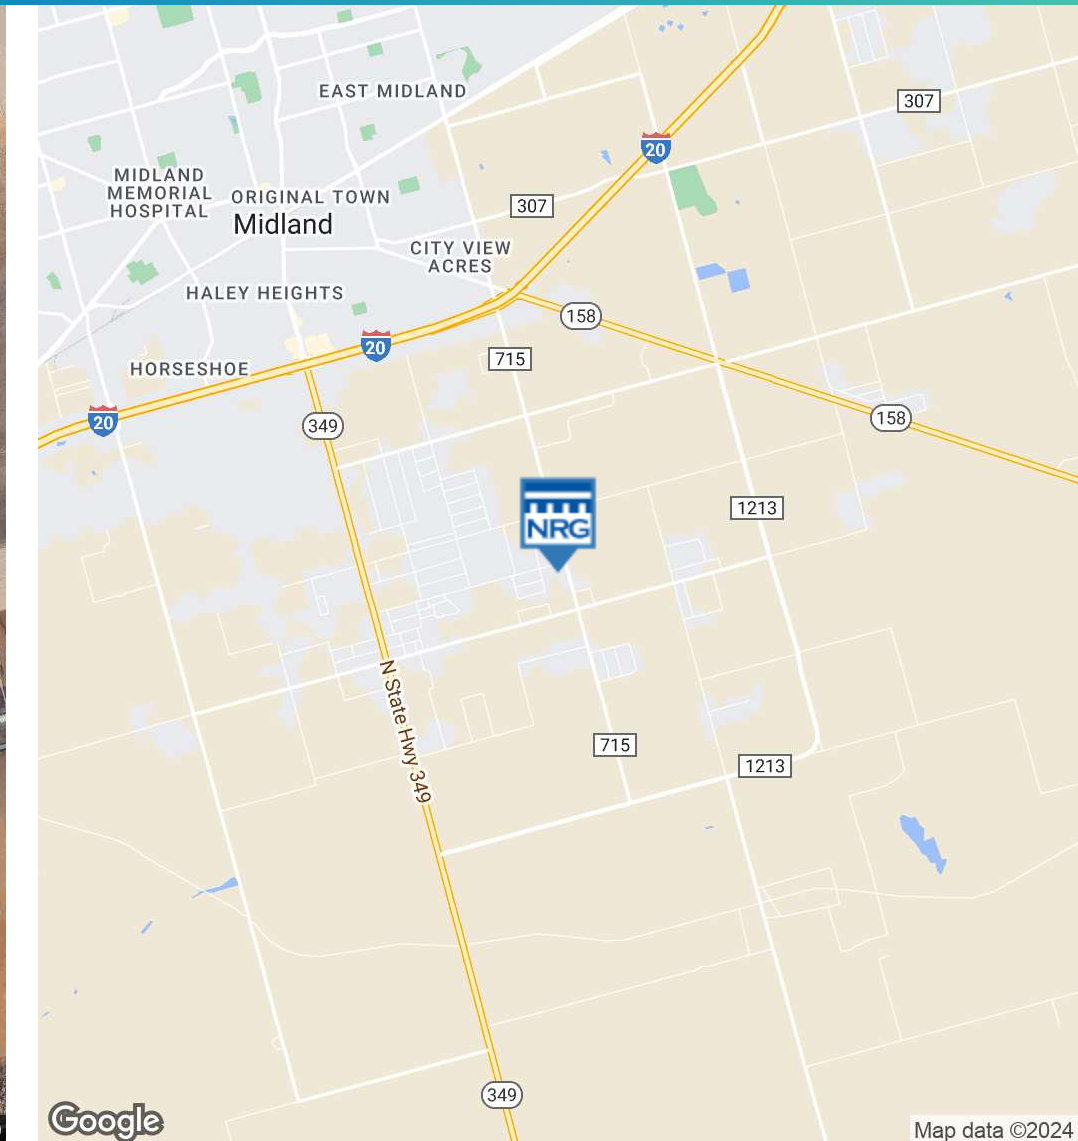 EAST MIDLAND
307
20
MIDLAND
MEMORIAL
HOSPITAL
ORIGINAL TOWN
Midland
307
CITY VIEW
ACRES
HALEY HEIGHTS
158
20
715
HORSESHOE
20
349
158
1213
NRG
N State Hwy 349
715
1213
349
Google
Map data ©2024